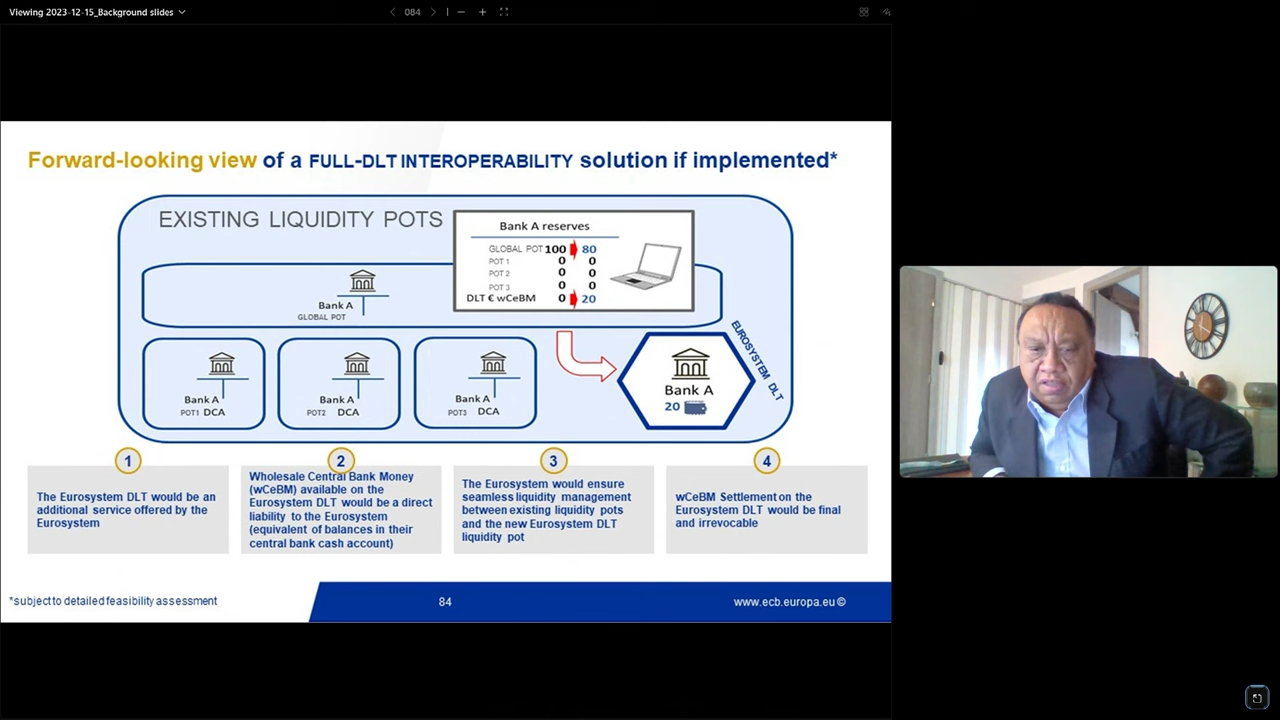 Viewing 2023-12-15_Background slides
084
Forward-looking view of a FULL-DLT INTEROPERABILITY solution if implemented*
EXISTING LIQUIDITY POTS
Bank A reserves
GLOBAL POT 100 80
POT 1 0 0
POT 2 0 0
POT 3 0 0
DLT € wCeBM 0 20
Bank A
GLOBAL POT
Bank A
POT1 DCA
Bank A
POT2 DCA
Bank A
POT3 DCA
Bank A
20
EUROSYSTEM DLT
1
The Eurosystem DLT would be an
additional service offered by the
Eurosystem
2
Wholesale Central Bank Money
(wCeBM) available on the
Eurosystem DLT would be a direct
liability to the Eurosystem
(equivalent of balances in their
central bank cash account)
3
The Eurosystem would ensure
seamless liquidity management
between existing liquidity pots
and the new Eurosystem DLT
liquidity pot
4
wCeBM Settlement on the
Eurosystem DLT would be final
and irrevocable
*subject to detailed feasibility assessment
84
www.ecb.europa.eu ©